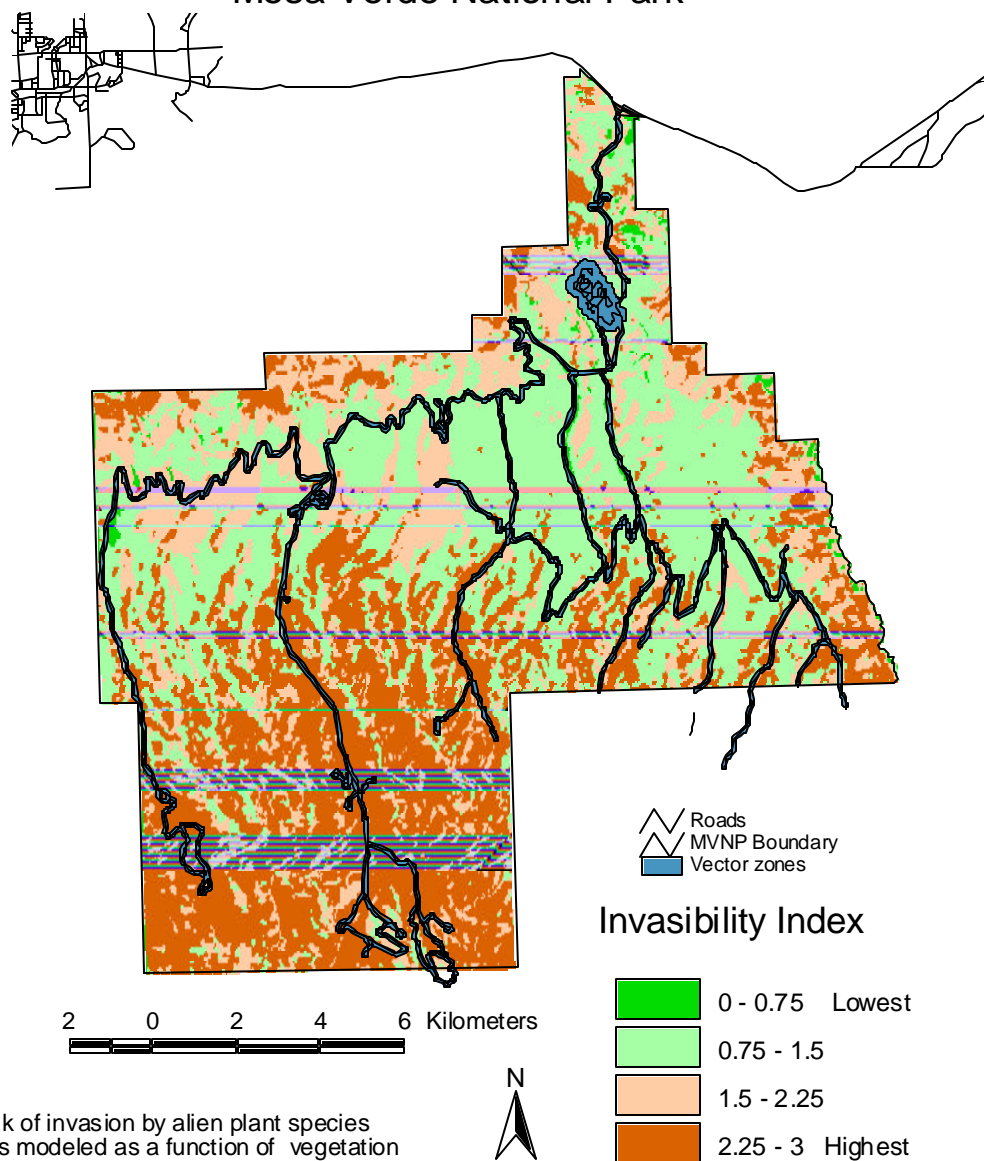 Mesa Verde National Park
Roads
MVNP Boundary
Vector zones
Invasibility Index
0 - 0.75 Lowest
0.75 - 1.5
1.5 - 2.25
2.25 - 3 Highest
2 0 2 4 6 Kilometers
N
k of invasion by alien plant species
s modeled as a function of vegetation